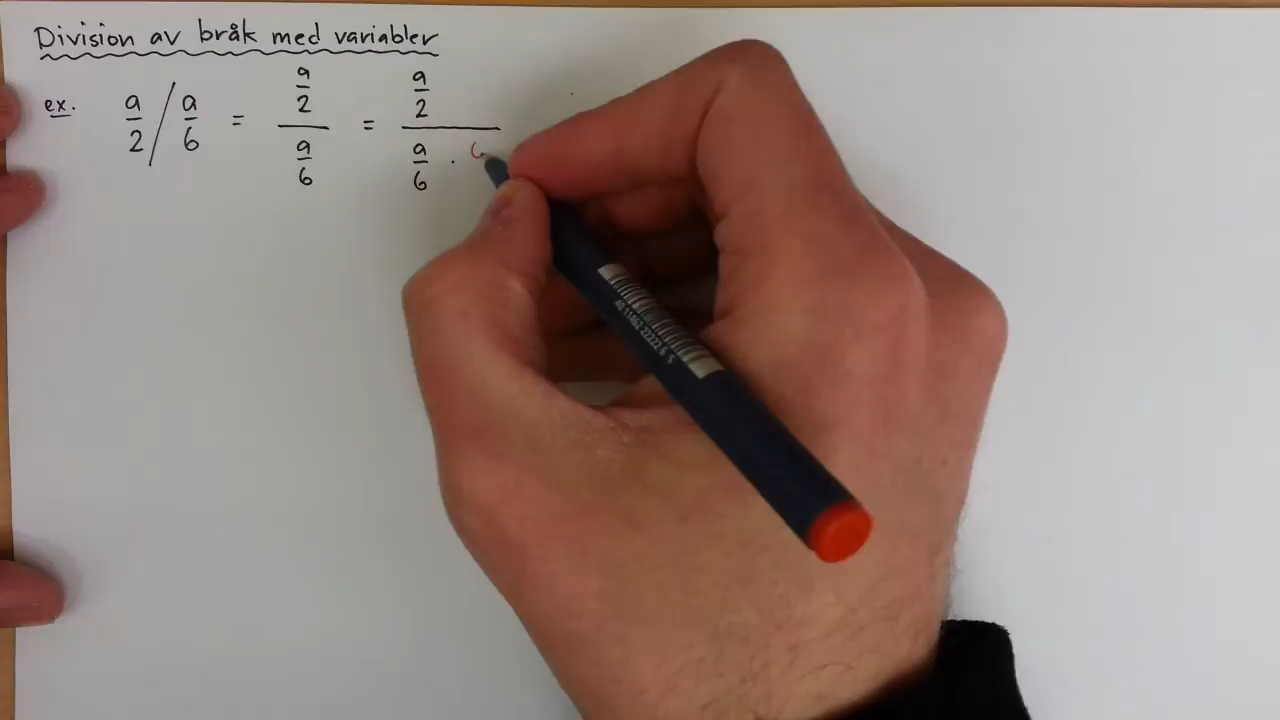 Division av bråk med variabler
ex. a/2 / a/6 = a/2 / a/6 = a/2 / a/6 ·